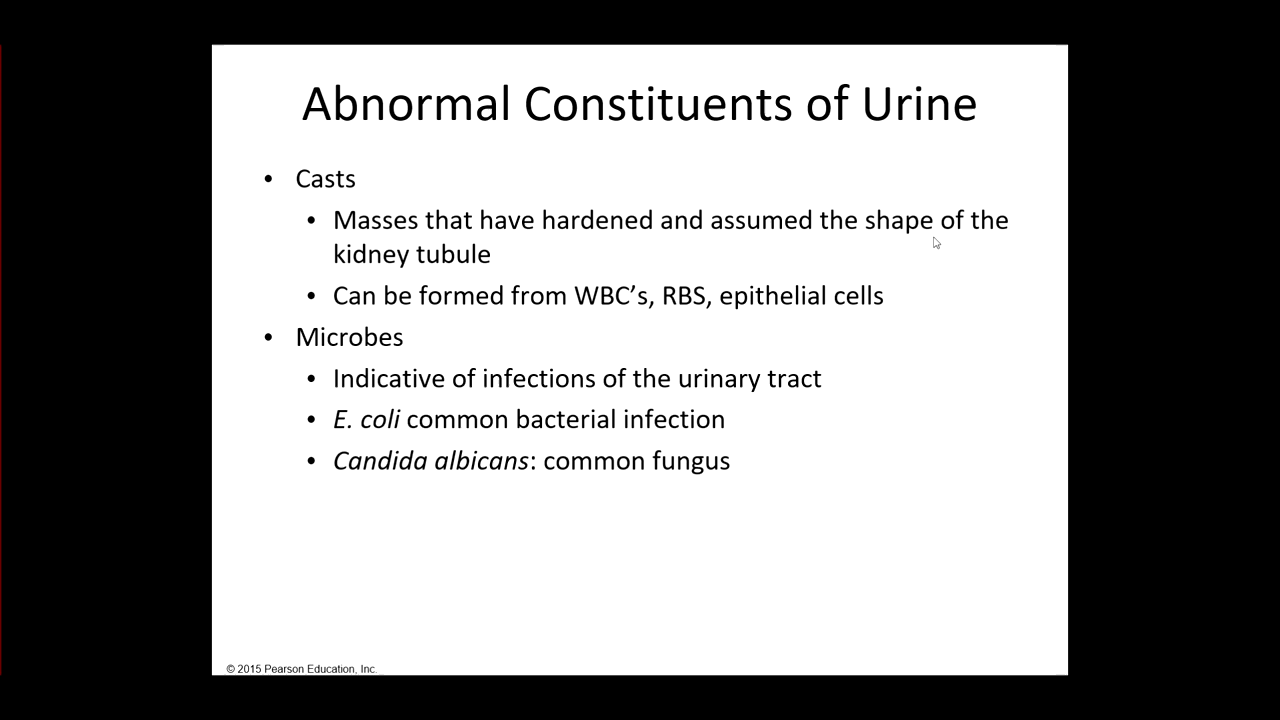 Abnormal Constituents of Urine
• Casts
• Masses that have hardened and assumed the shape of the
kidney tubule
• Can be formed from WBC’s, RBS, epithelial cells
• Microbes
• Indicative of infections of the urinary tract
• E. coli common bacterial infection
• Candida albicans: common fungus
© 2015 Pearson Education, Inc.